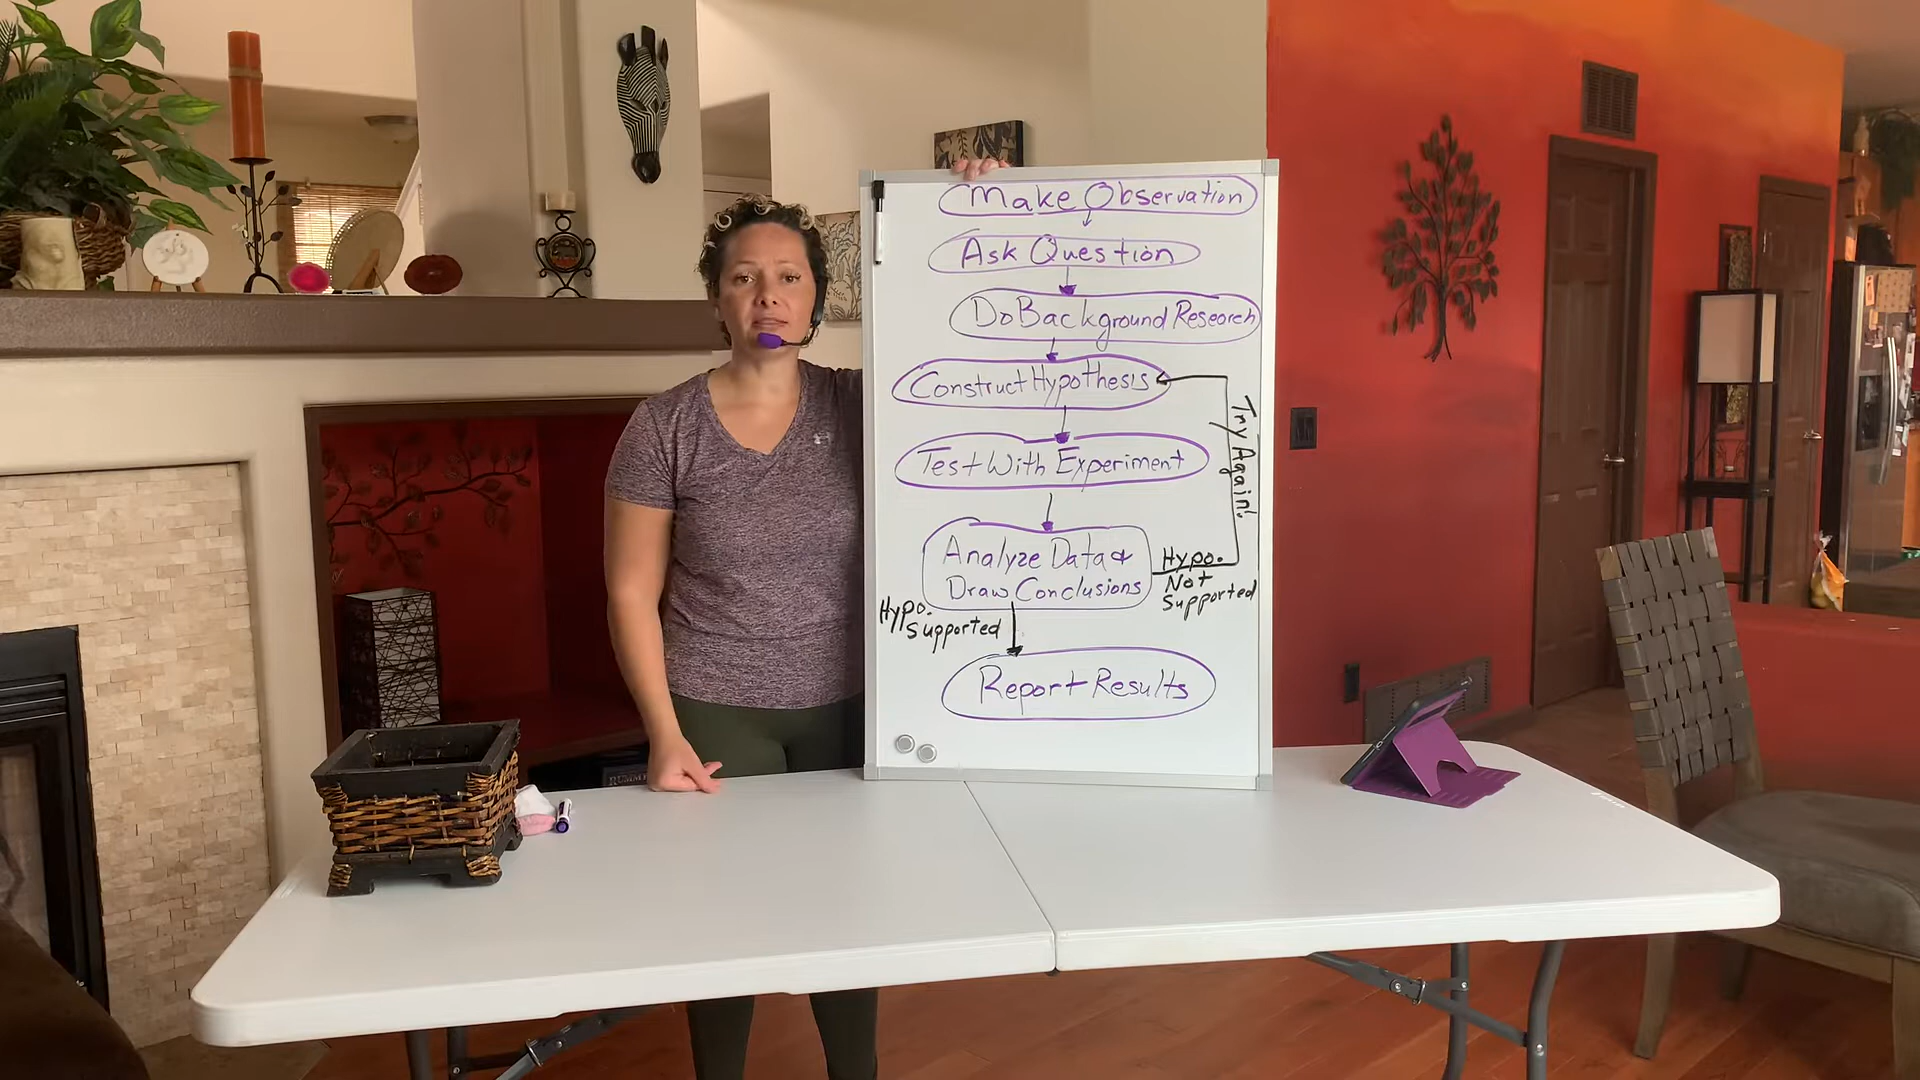 Make Observation
Ask Question
Do Background Research
Construct Hypothesis
Test With Experiment
Try Again!
Analyze Data &
Draw Conclusions
Hypo.
Not
Supported
Hypo.
Supported
Report Results